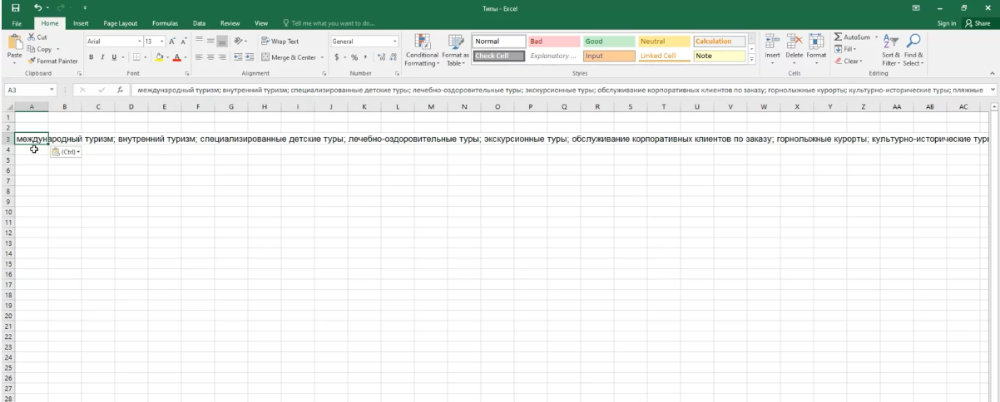 Типы - Excel
File Home Insert Page Layout Formulas Data Review View Tell me what you want to do... Sign in Share
Paste Cut Copy Format Painter Clipboard
Arial 13 B I U Font
Wrap Text Merge & Center Alignment
General $ % Number
Conditional Formatting Format as Table
Normal Bad Good Neutral Calculation
Check Cell Explanatory ... Input Linked Cell Note
Styles
Insert Delete Format Cells
AutoSum Fill Clear Sort & Filter Find & Select Editing
A3 fx международный туризм; внутренний туризм; специализированные детские туры; лечебно-оздоровительные туры; экскурсионные туры; обслуживание корпоративных клиентов по заказу; горнолыжные курорты; культурно-исторические туры; пляжные
A B C D E F G H I J K L M N O P Q R S T U V W X Y Z AA AB AC
1
2
3 международный туризм; внутренний туризм; специализированные детские туры; лечебно-оздоровительные туры; экскурсионные туры; обслуживание корпоративных клиентов по заказу; горнолыжные курорты; культурно-исторические тур
4 (Ctrl)
5
6
7
8
9
10
11
12
13
14
15
16
17
18
19
20
21
22
23
24
25
26
27
28